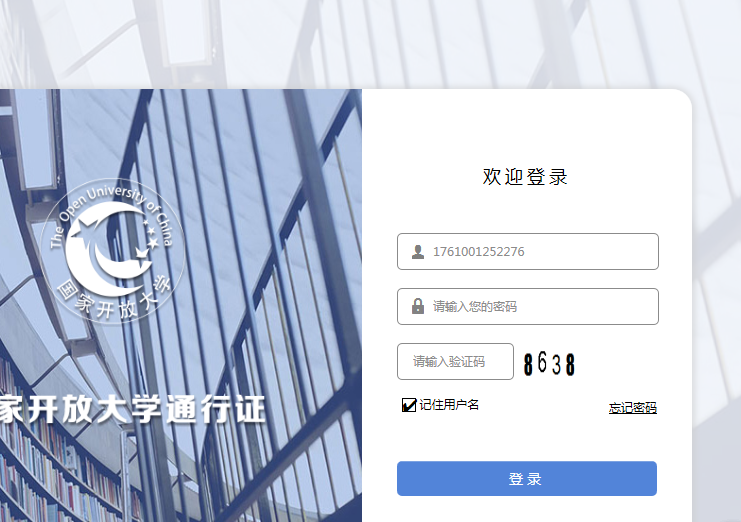 The Open University of China
国家开放大学
家开放大学通行证
欢迎登录
1761001252276
请输入您的密码
请输入验证码
8638
记住用户名
忘记密码
登录